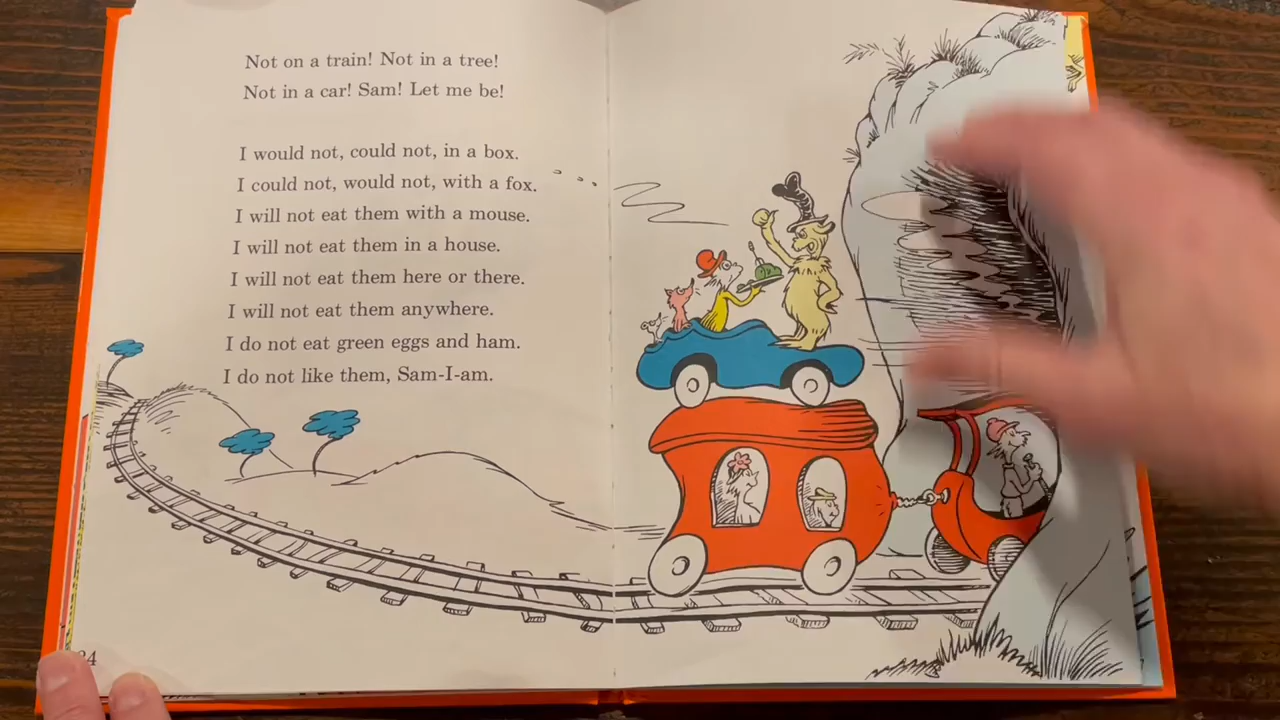 Not on a train! Not in a tree!
Not in a car! Sam! Let me be!
I would not, could not, in a box.
I could not, would not, with a fox.
I will not eat them with a mouse.
I will not eat them in a house.
I will not eat them here or there.
I will not eat them anywhere.
I do not eat green eggs and ham.
I do not like them, Sam-I-am.